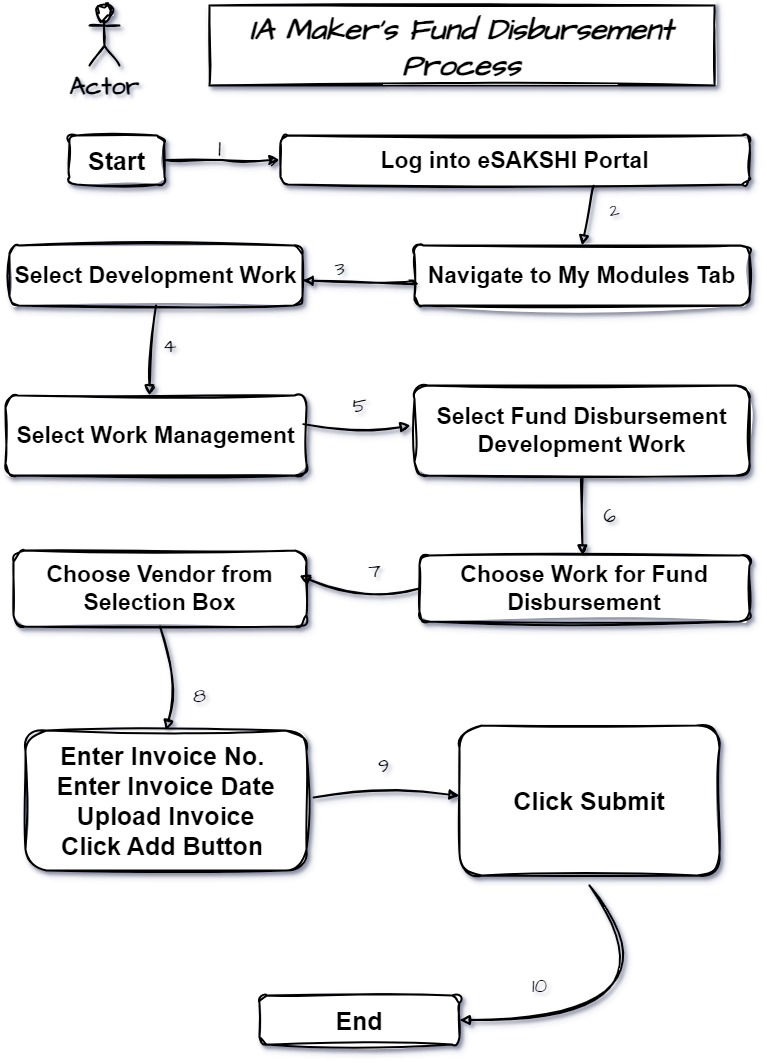 IA Maker's Fund Disbursement
Process
Actor
Start
1
Log into eSAKSHI Portal
2
Navigate to My Modules Tab
3
Select Development Work
4
Select Work Management
5
Select Fund Disbursement
Development Work
6
Choose Work for Fund
Disbursement
7
Choose Vendor from
Selection Box
8
Enter Invoice No.
Enter Invoice Date
Upload Invoice
Click Add Button
9
Click Submit
10
End